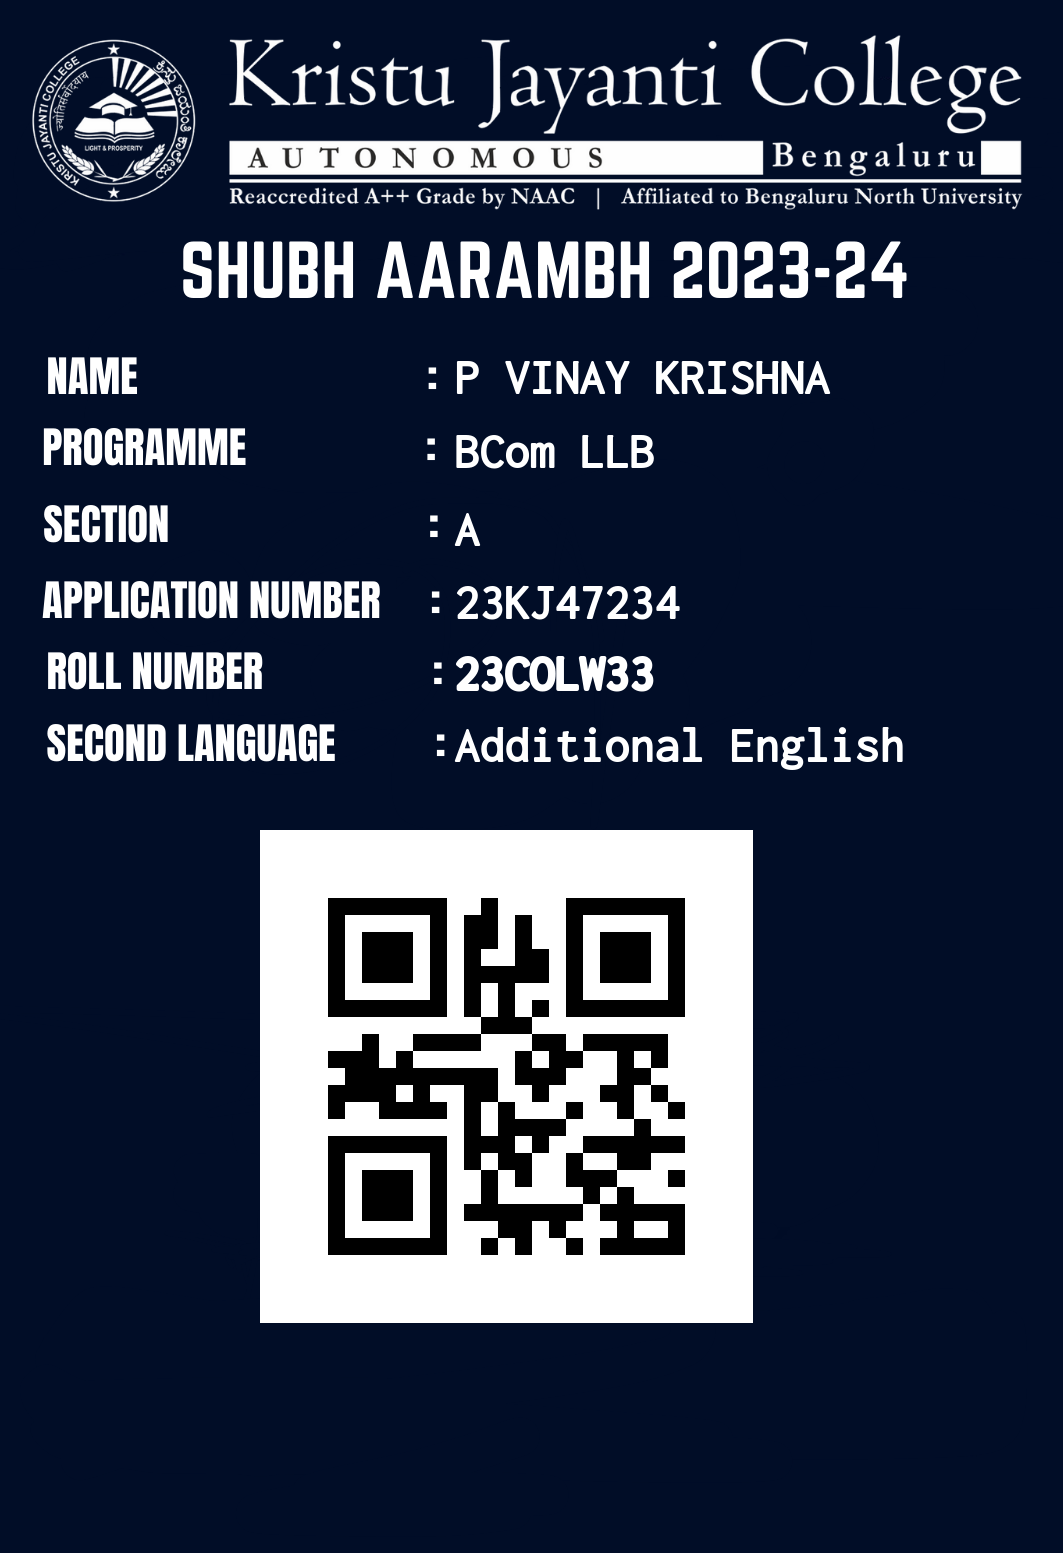 KRISTU JAYANTI COLLEGE
LIGHT & PROSPERITY
Kristu Jayanti College
AUTONOMOUS Bengaluru
Reaccredited A++ Grade by NAAC | Affiliated to Bengaluru North University
SHUBH AARAMBH 2023-24
NAME : P VINAY KRISHNA
PROGRAMME : BCom LLB
SECTION : A
APPLICATION NUMBER : 23KJ47234
ROLL NUMBER : 23COLW33
SECOND LANGUAGE : Additional English